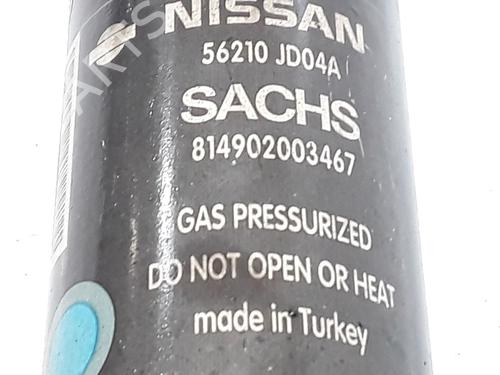 NISSAN
56210 JD04A
SACHS
814902003467
GAS PRESSURIZED
DO NOT OPEN OR HEAT
made in Turkey